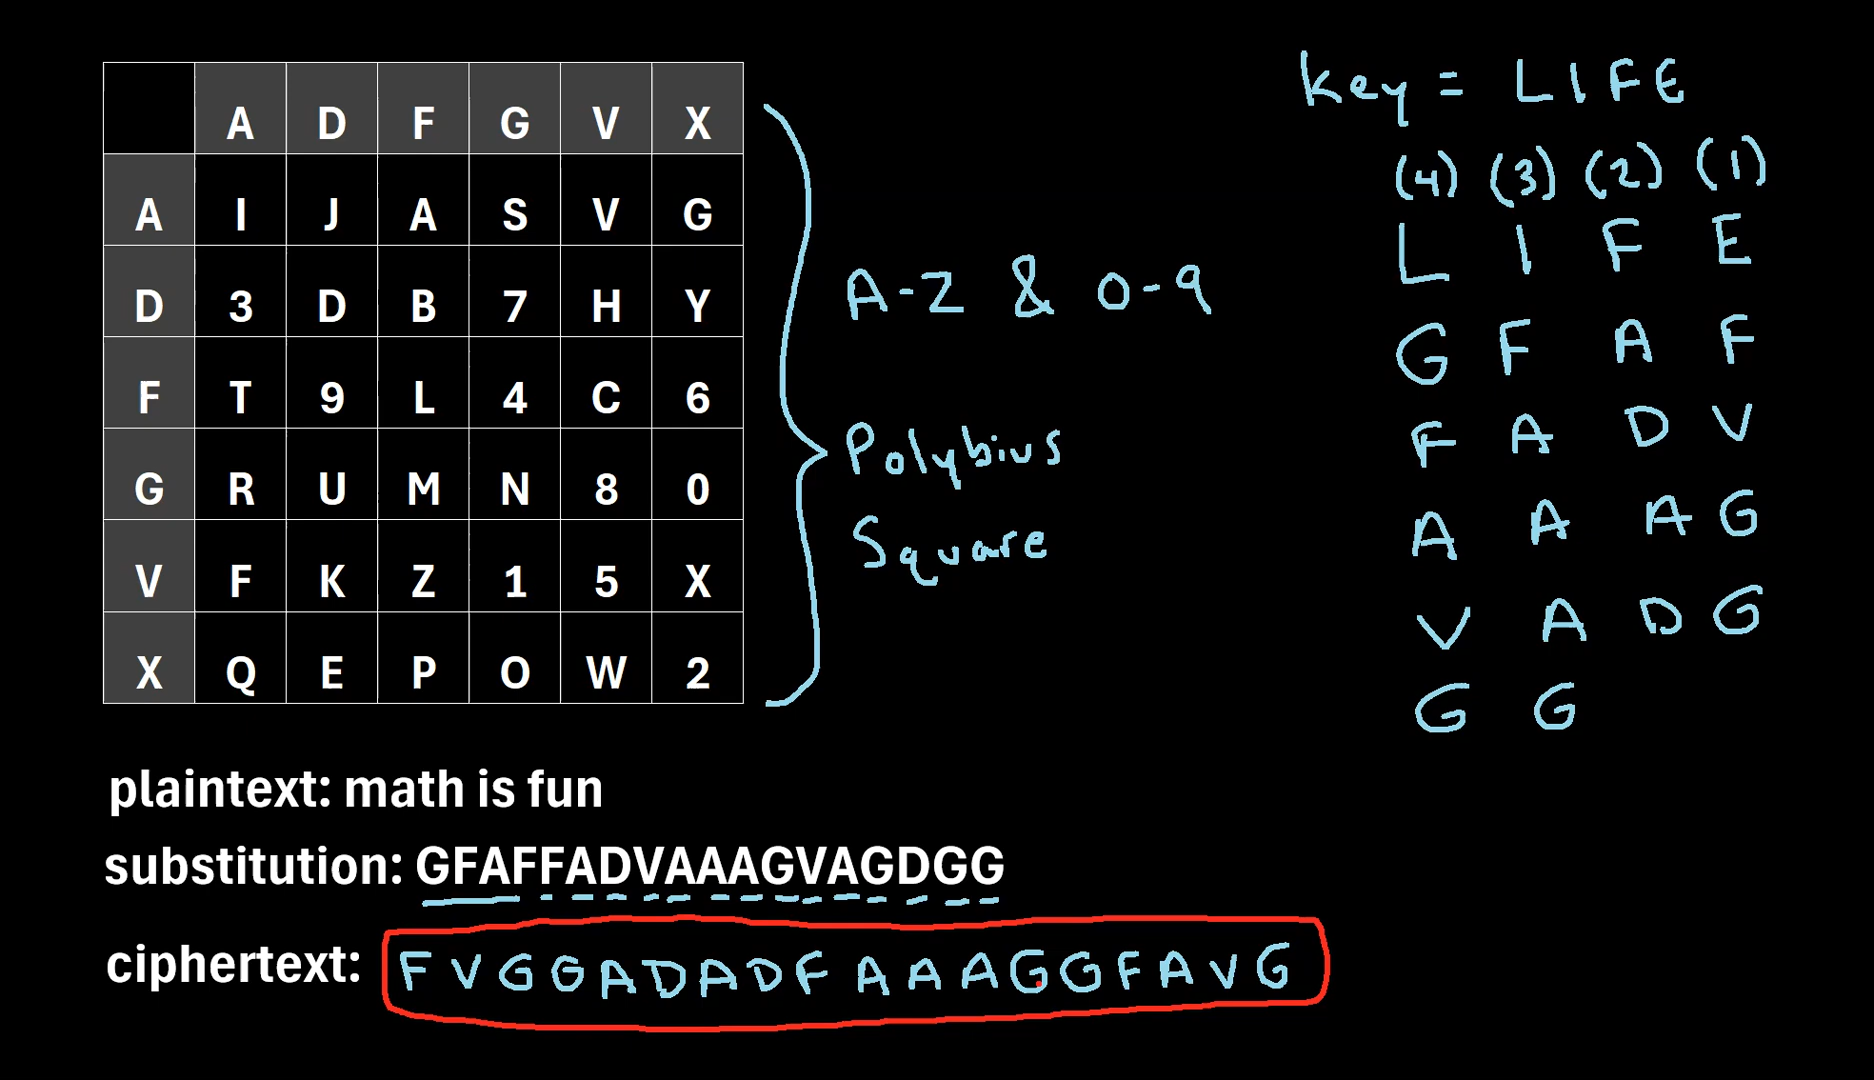 A D F G V X
A I J A S V G
D 3 D B 7 H Y
F T 9 L 4 C 6
G R U M N 8 0
V F K Z 1 5 X
X Q E P O W 2
A-Z & 0-9
Polybius
Square
key = LIFE
(4) (3) (2) (1)
L I F E
G F A F
F A D V
A A A G
V A D G
G G
plaintext: math is fun
substitution: GFAFFADVAAAGVAGDGG
ciphertext: FVGGADADFAAAGGFAVG